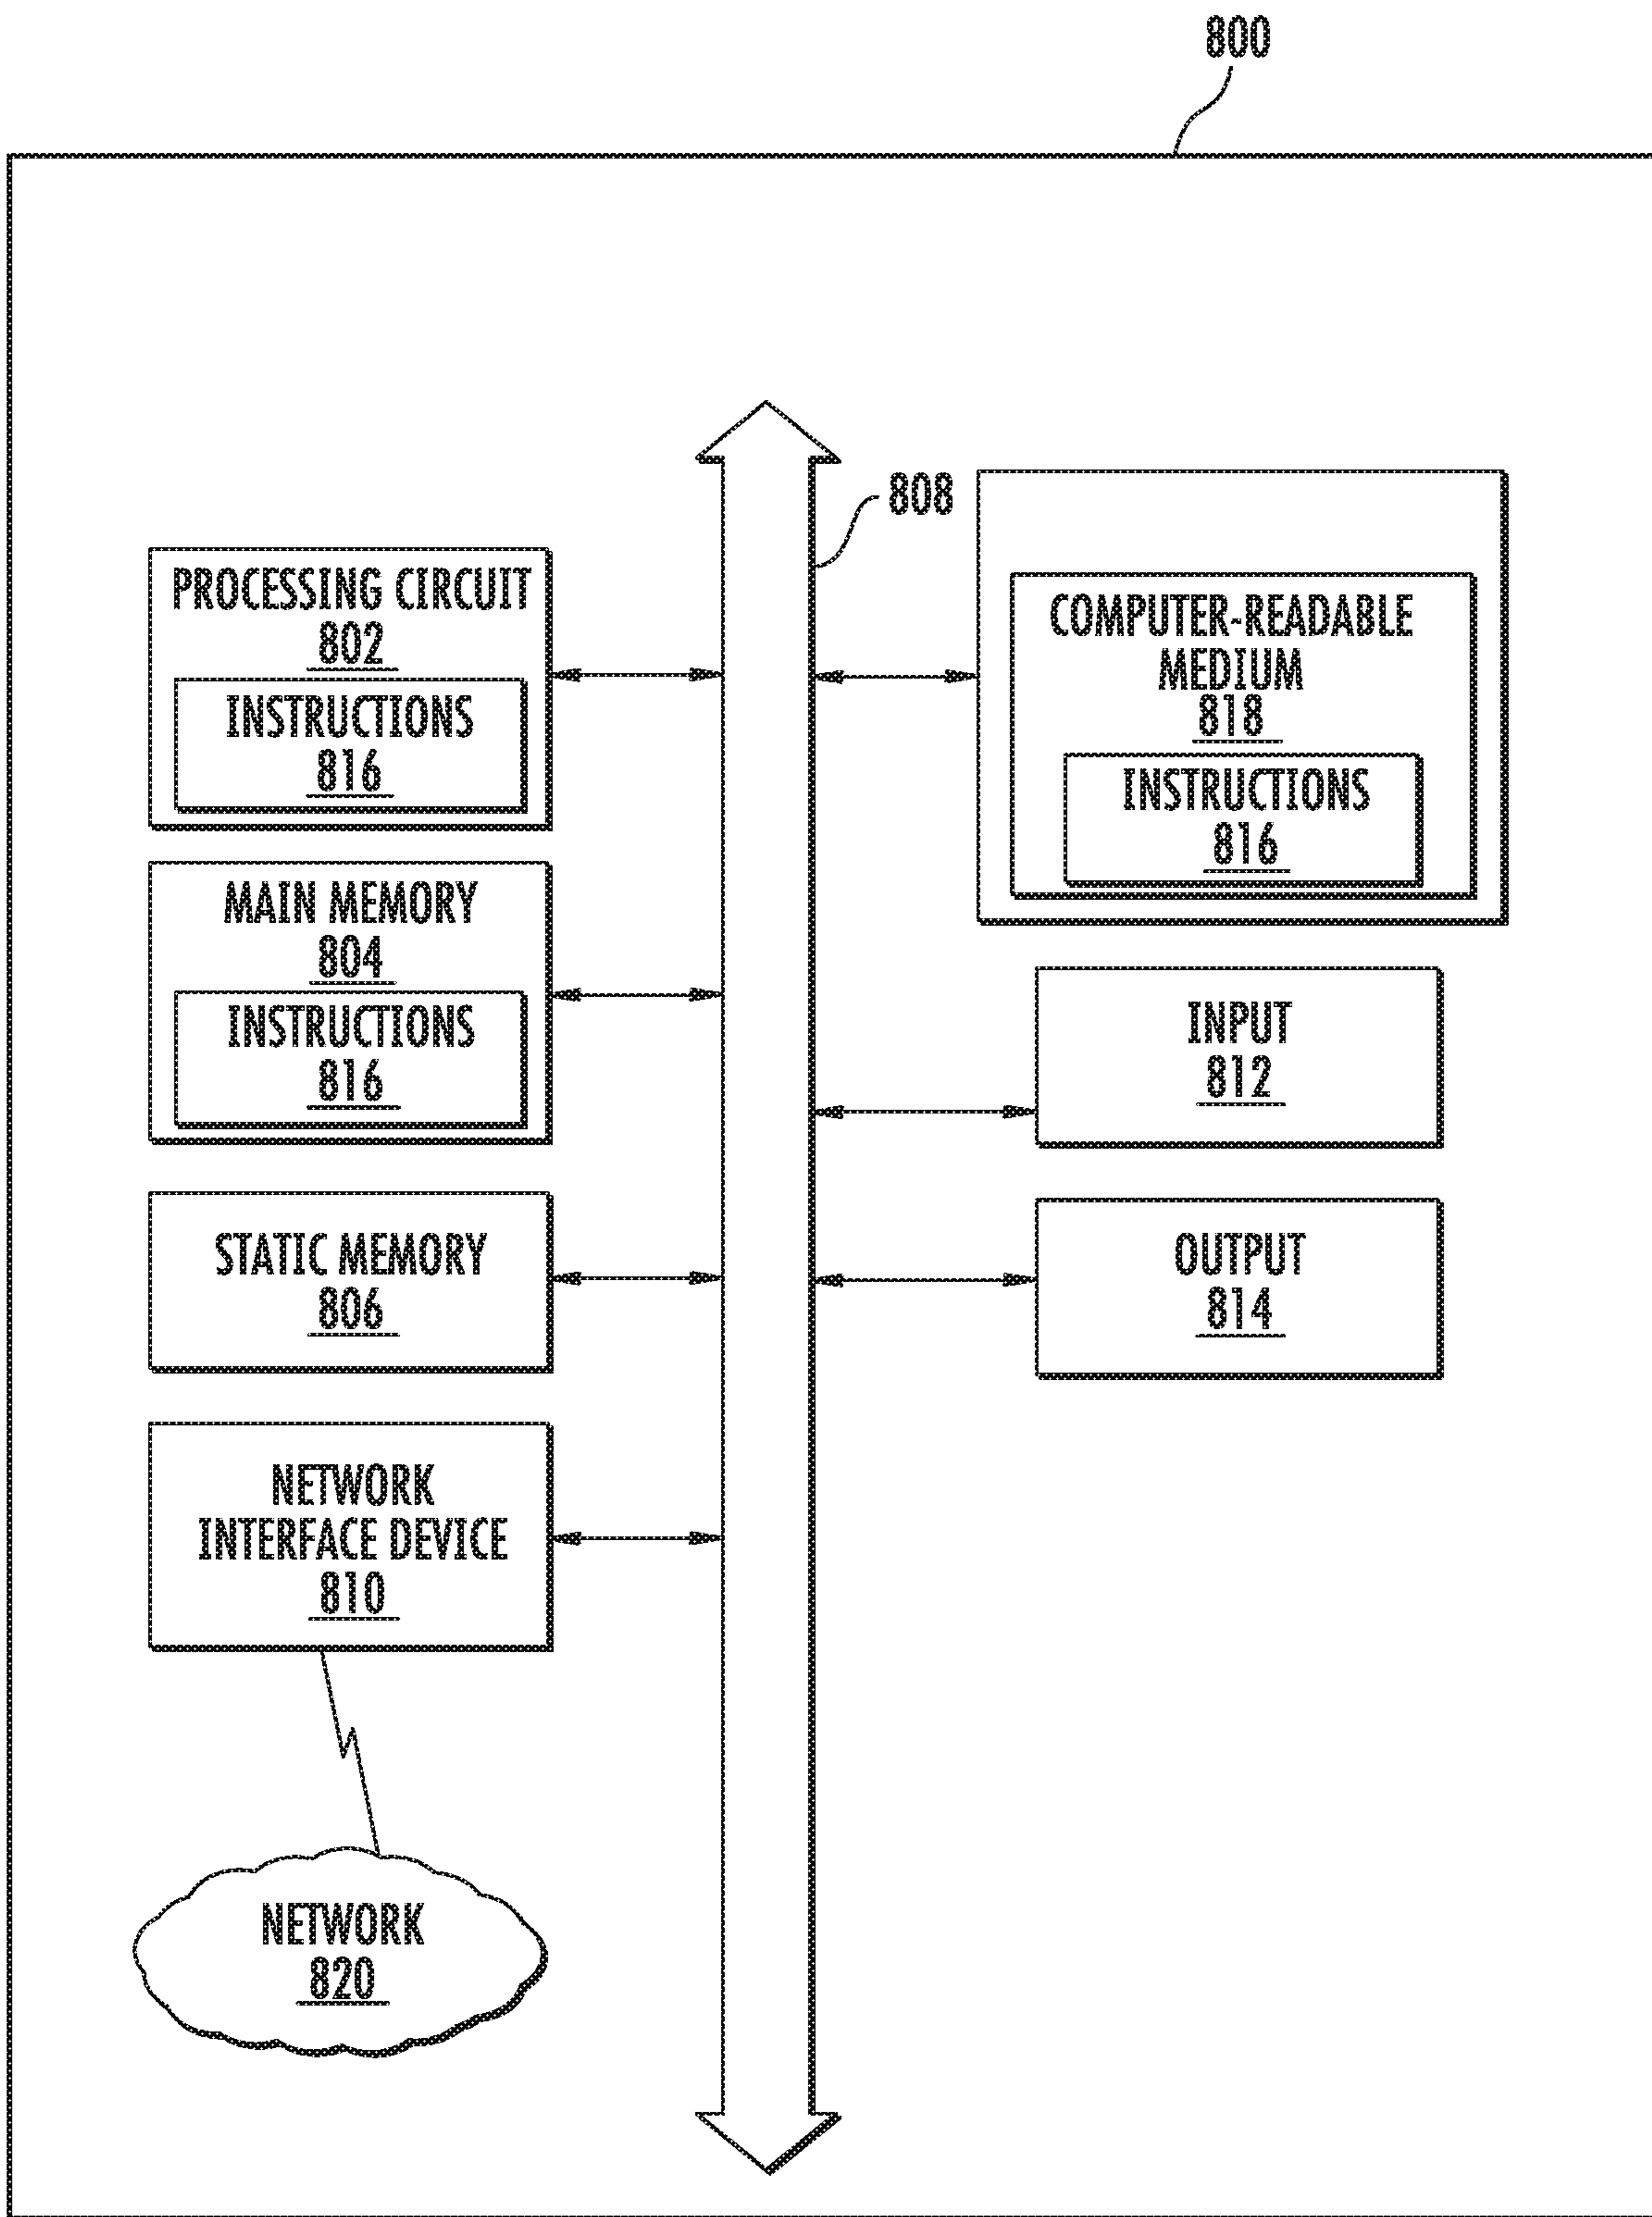 800
808
PROCESSING CIRCUIT
802
INSTRUCTIONS
816
MAIN MEMORY
804
INSTRUCTIONS
816
STATIC MEMORY
806
NETWORK
INTERFACE DEVICE
810
NETWORK
820
COMPUTER-READABLE
MEDIUM
818
INSTRUCTIONS
816
INPUT
812
OUTPUT
814